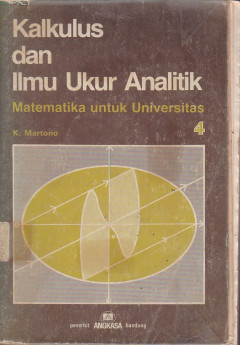 Kalkulus
dan
Ilmu Ukur Analitik
Matematika untuk Universitas
4
K. Martono
penerbit ANGKASA bandung